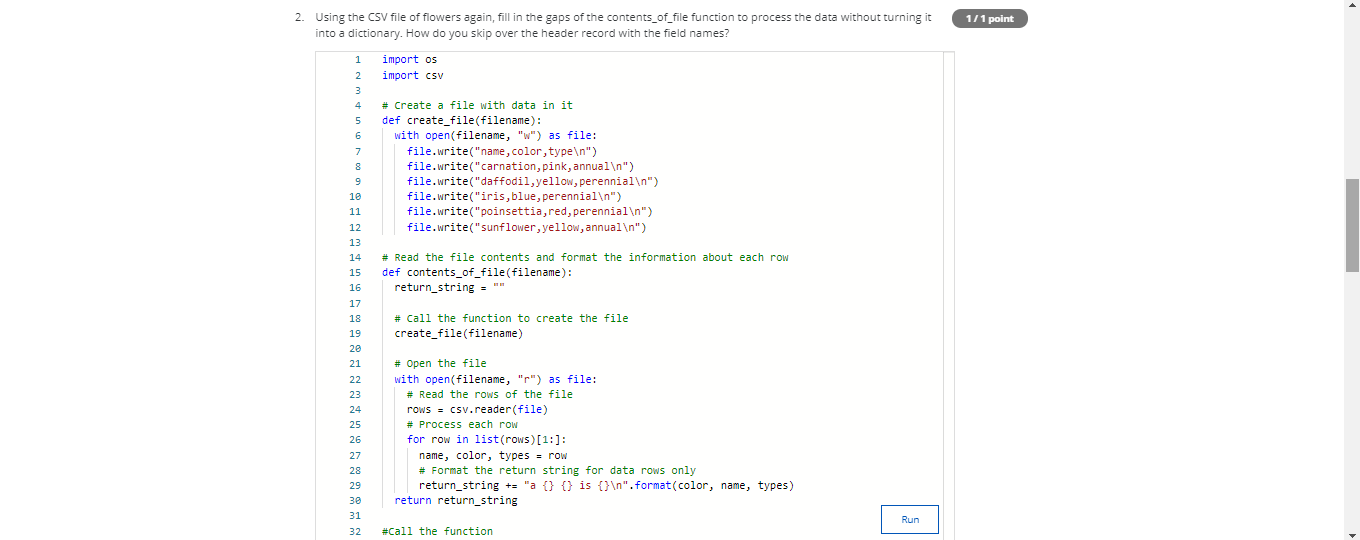 2. Using the CSV file of flowers again, fill in the gaps of the contents_of_file function to process the data without turning it
into a dictionary. How do you skip over the header record with the field names?
1 / 1 point
1 import os
2 import csv
3
4 # Create a file with data in it
5 def create_file(filename):
6 with open(filename, "w") as file:
7 file.write("name,color,type\n")
8 file.write("carnation,pink,annual\n")
9 file.write("daffodil,yellow,perennial\n")
10 file.write("iris,blue,perennial\n")
11 file.write("poinsettia,red,perennial\n")
12 file.write("sunflower,yellow,annual\n")
13
14 # Read the file contents and format the information about each row
15 def contents_of_file(filename):
16 return_string = ""
17
18 # Call the function to create the file
19 create_file(filename)
20
21 # Open the file
22 with open(filename, "r") as file:
23 # Read the rows of the file
24 rows = csv.reader(file)
25 # Process each row
26 for row in list(rows)[1:]:
27 name, color, types = row
28 # Format the return string for data rows only
29 return_string += "a {} {} is {}\n".format(color, name, types)
30 return return_string
31
32 #Call the function
Run